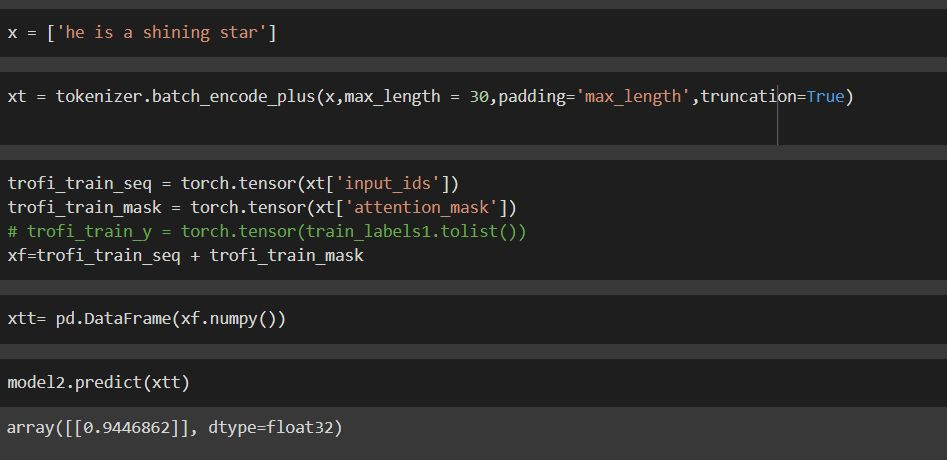 x = ['he is a shining star']
xt = tokenizer.batch_encode_plus(x,max_length = 30,padding='max_length',truncation=True)
trofi_train_seq = torch.tensor(xt['input_ids'])
trofi_train_mask = torch.tensor(xt['attention_mask'])
# trofi_train_y = torch.tensor(train_labels1.tolist())
xf=trofi_train_seq + trofi_train_mask
xtt= pd.DataFrame(xf.numpy())
model2.predict(xtt)
array([[0.9446862]], dtype=float32)